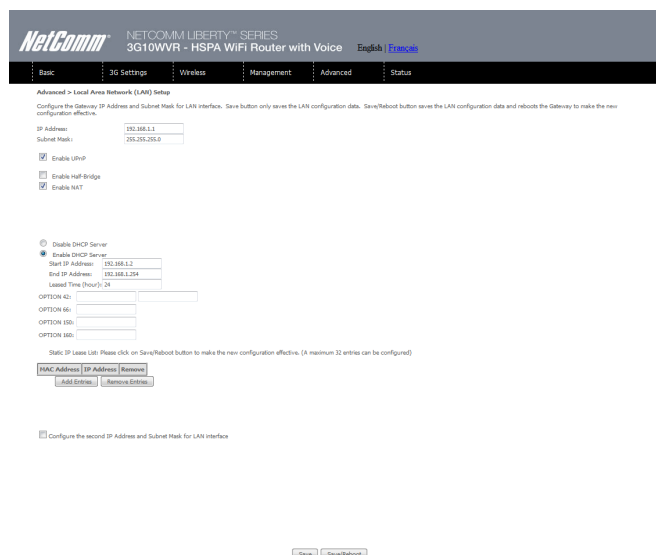 NetComm® NETCOMM LIBERTY™ SERIES
3G10WVR - HSPA WiFi Router with Voice English | Français
Basic 3G Settings Wireless Management Advanced Status
Advanced > Local Area Network (LAN) Setup
Configure the Gateway IP Address and Subnet Mask for LAN interface. Save button only saves the LAN configuration data. Save/Reboot button saves the LAN configuration data and reboots the Gateway to make the new
configuration effective.
IP Address: 192.168.1.1
Subnet Mask: 255.255.255.0
Enable UPnP
Enable Half-Bridge
Enable NAT
Disable DHCP Server
Enable DHCP Server
Start IP Address: 192.168.1.2
End IP Address: 192.168.1.254
Leased Time (hour): 24
OPTION 42:
OPTION 66:
OPTION 150:
OPTION 160:
Static IP Lease List: Please click on Save/Reboot button to make the new configuration effective. (A maximum 32 entries can be configured)
MAC Address IP Address Remove
Add Entries Remove Entries
Configure the second IP Address and Subnet Mask for LAN interface
Save Save/Reboot